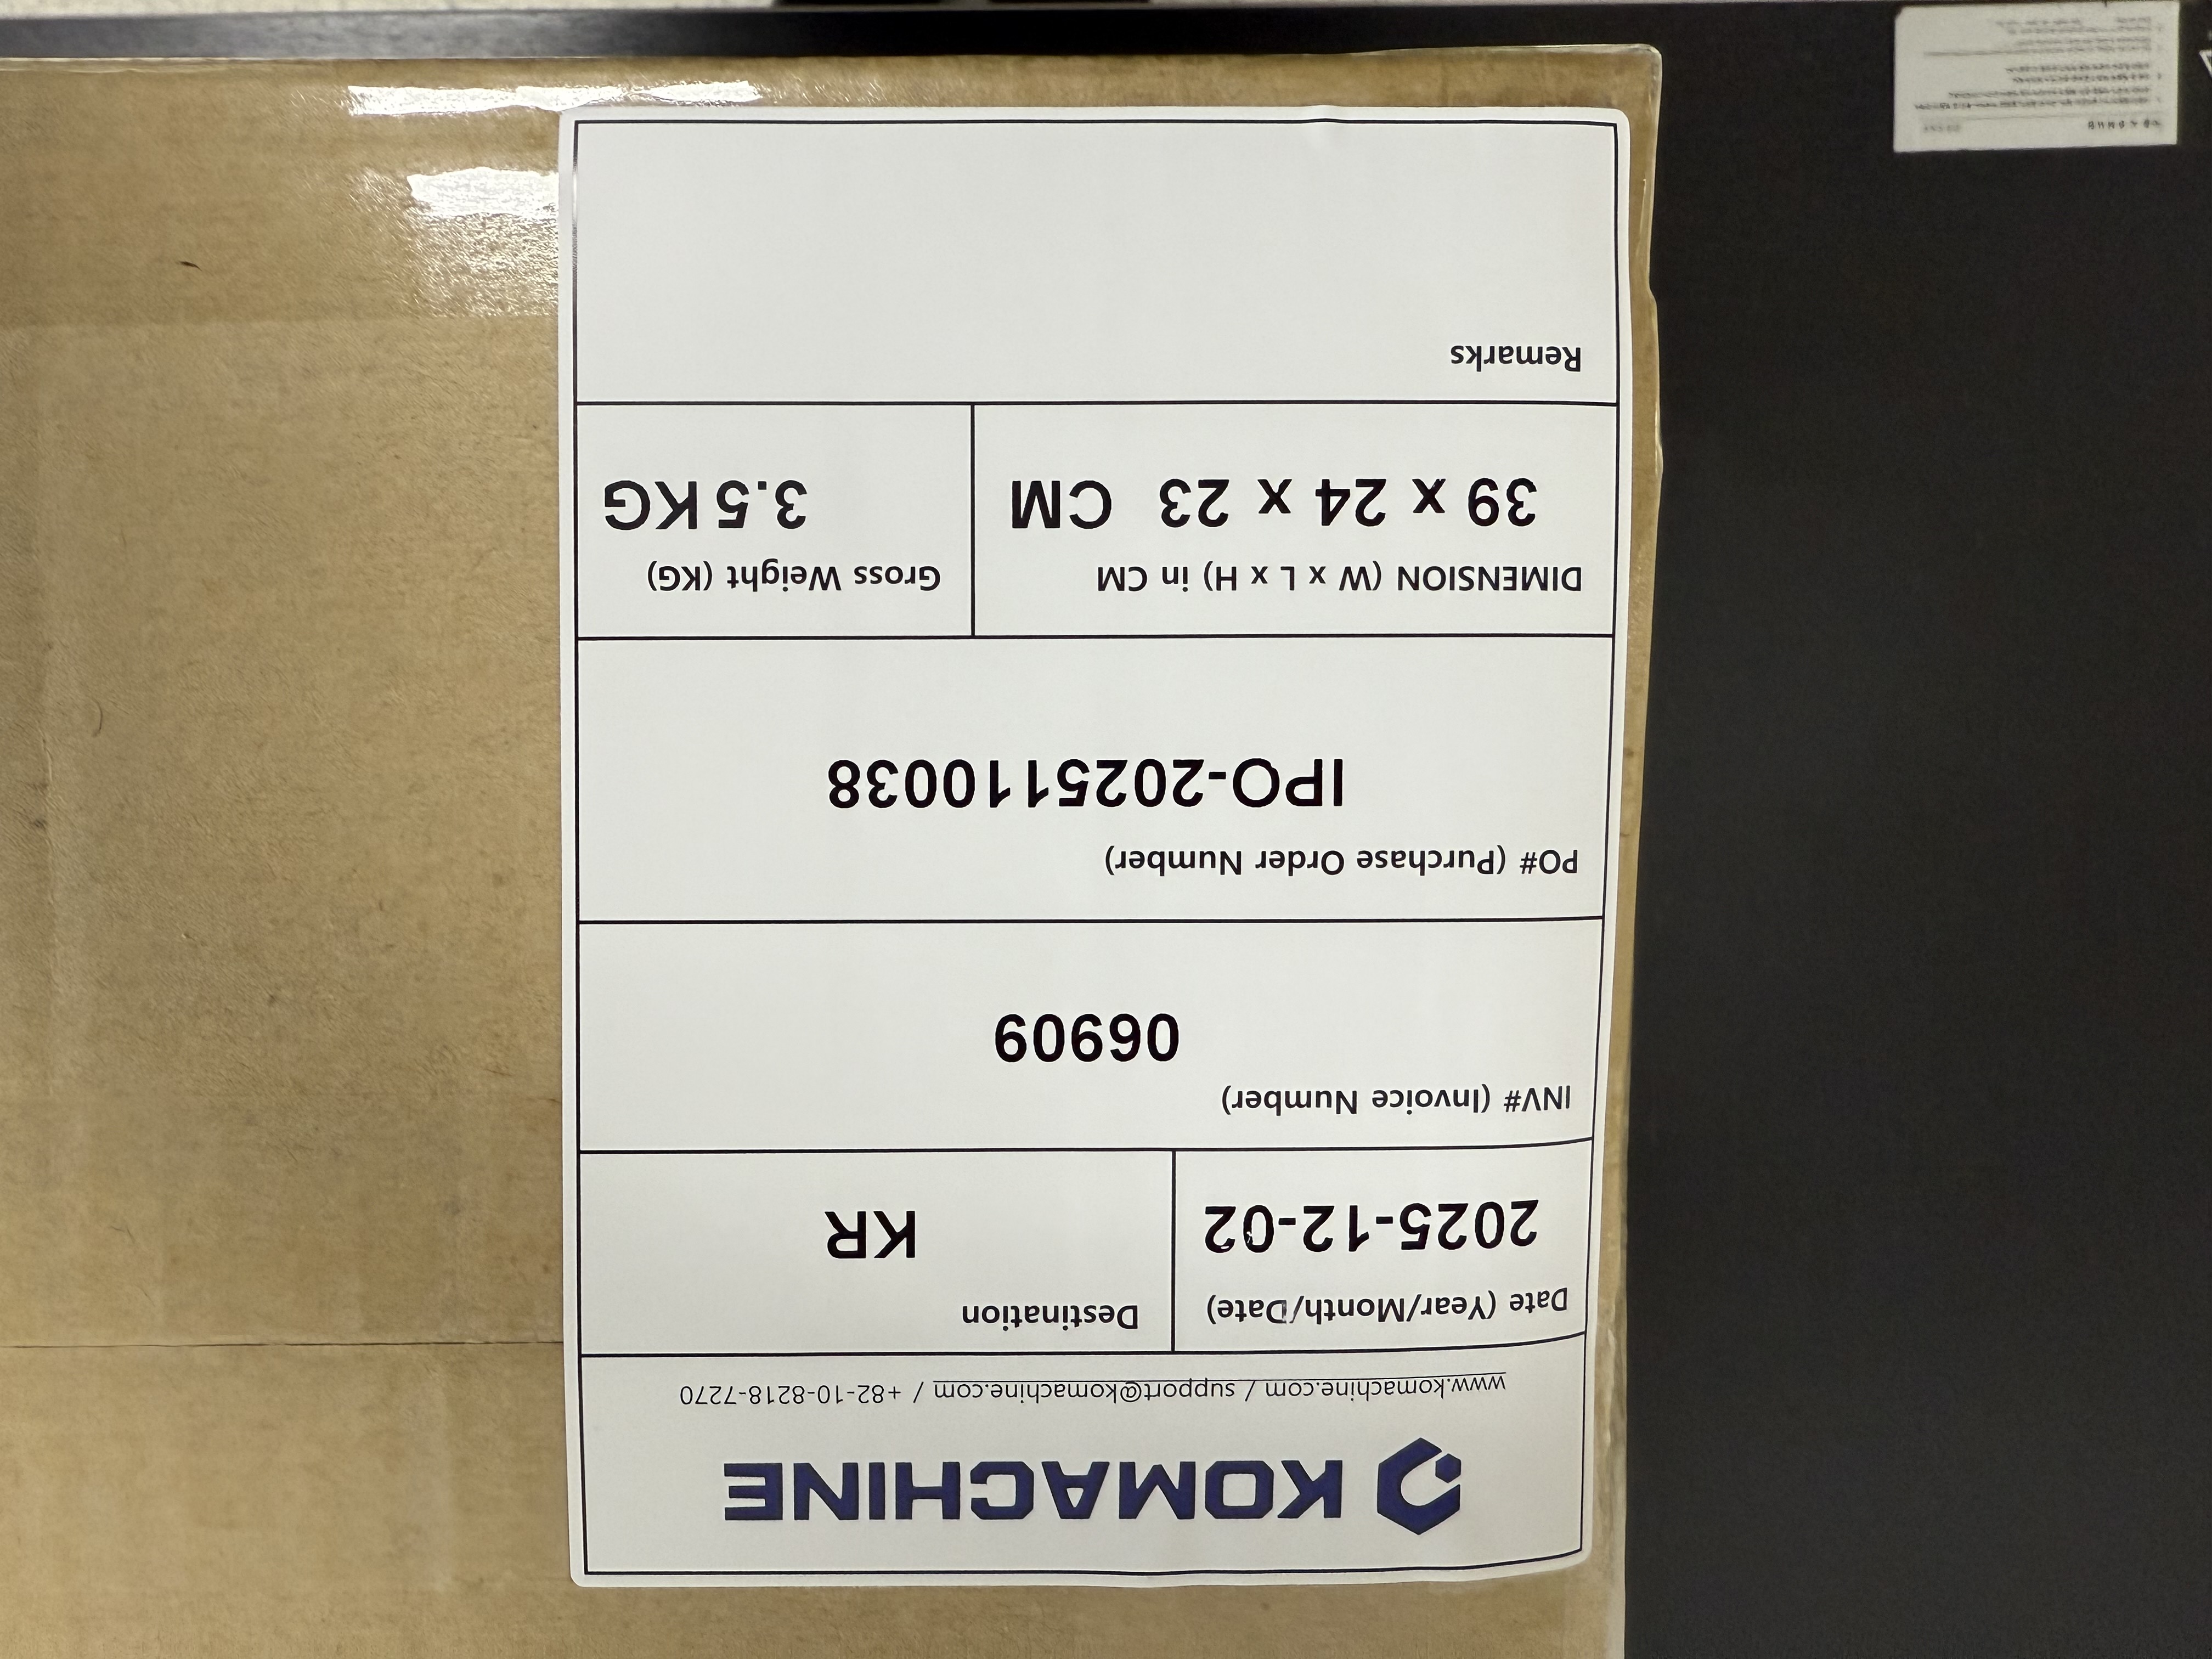 KOMACHINE
www.komachine.com / support@komachine.com / +82-10-8218-7270
Date (Year/Month/Date)
2025-12-02
Destination
KR
INV# (Invoice Number)
06909
PO# (Purchase Order Number)
IPO-2025110038
DIMENSION (W x L x H) in CM
39 x 24 x 23 CM
Gross Weight (KG)
3.5 KG
Remarks